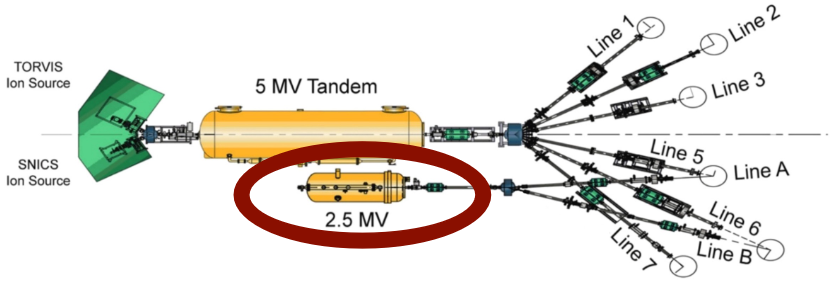 TORVIS
Ion Source
SNICS
Ion Source
5 MV Tandem
2.5 MV
Line 1
Line 2
Line 3
Line 5
Line A
Line 6
Line B
Line 7